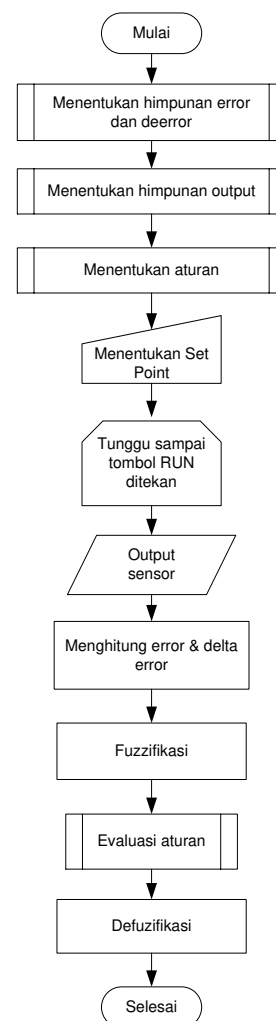 Mulai
Menentukan himpunan error
dan deerror
Menentukan himpunan output
Menentukan aturan
Menentukan Set
Point
Tunggu sampai
tombol RUN
ditekan
Output
sensor
Menghitung error & delta
error
Fuzzifikasi
Evaluasi aturan
Defuzifikasi
Selesai